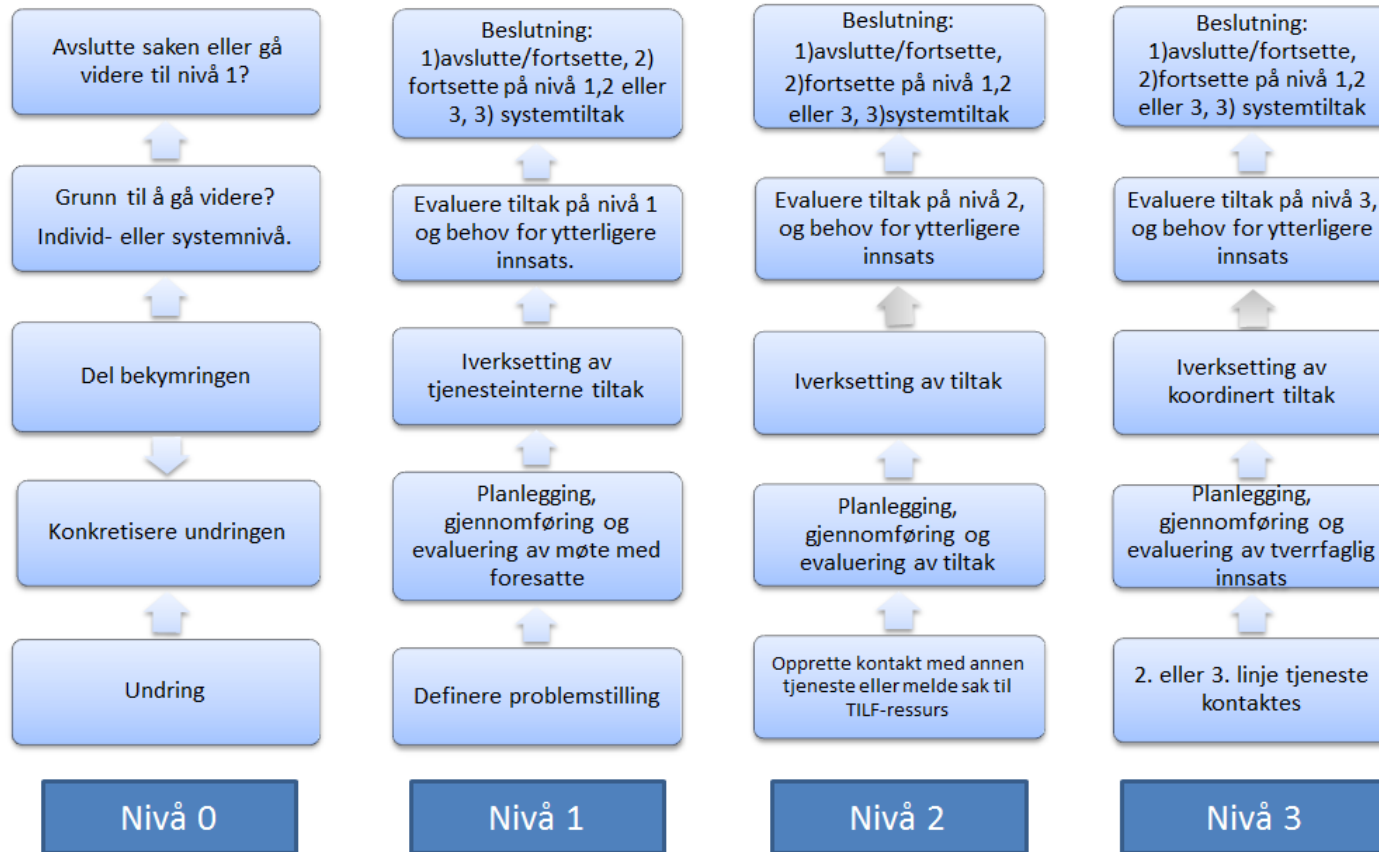 Avslutte saken eller gå
videre til nivå 1?
Grunn til å gå videre?
Individ- eller systemnivå.
Del bekymringen
Konkretisere undringen
Undring
Nivå 0
Beslutning:
1)avslutte/fortsette, 2)
fortsette på nivå 1,2 eller
3, 3) systemtiltak
Evaluere tiltak på nivå 1
og behov for ytterligere
innsats.
Iverksetting av
tjenesteinterne tiltak
Planlegging,
gjennomføring og
evaluering av møte med
foresatte
Definere problemstilling
Nivå 1
Beslutning:
1)avslutte/fortsette,
2)fortsette på nivå 1,2
eller 3, 3)systemtiltak
Evaluere tiltak på nivå 2,
og behov for ytterligere
innsats
Iverksetting av tiltak
Planlegging,
gjennomføring og
evaluering av tiltak
Opprette kontakt med annen
tjeneste eller melde sak til
TILF-ressurs
Nivå 2
Beslutning:
1)avslutte/fortsette,
2)fortsette på nivå 1,2
eller 3, 3) systemtiltak
Evaluere tiltak på nivå 3,
og behov for ytterligere
innsats
Iverksetting av
koordinert tiltak
Planlegging,
gjennomføring og
evaluering av tverrfaglig
innsats
2. eller 3. linje tjeneste
kontaktes
Nivå 3